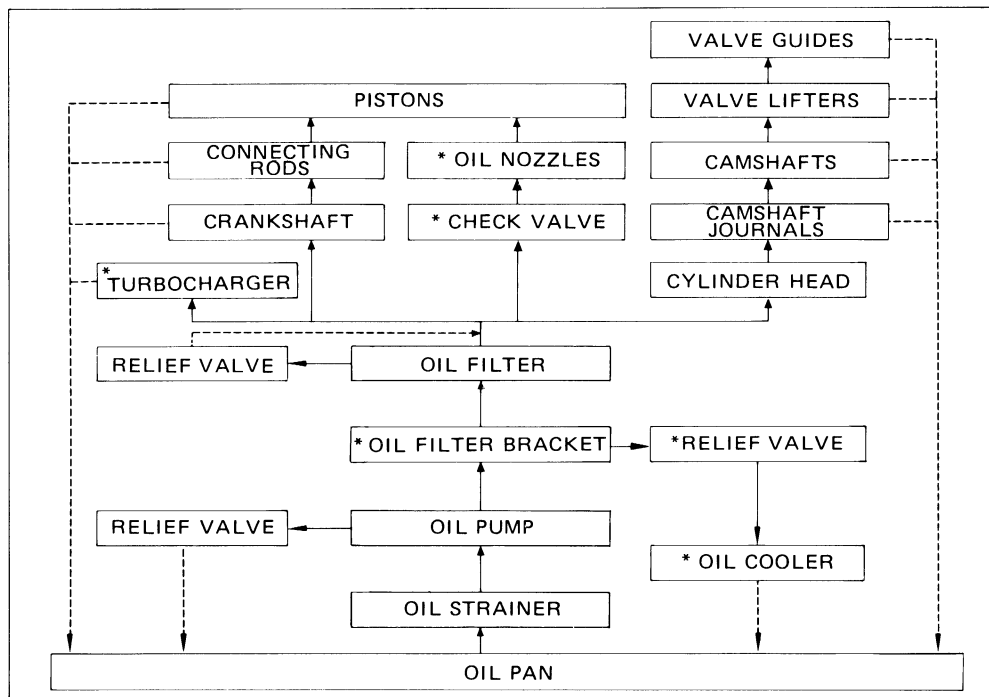 VALVE GUIDES
PISTONS
VALVE LIFTERS
CONNECTING
RODS
* OIL NOZZLES
CAMSHAFTS
CRANKSHAFT
* CHECK VALVE
CAMSHAFT
JOURNALS
* TURBOCHARGER
CYLINDER HEAD
RELIEF VALVE
OIL FILTER
* OIL FILTER BRACKET
*RELIEF VALVE
RELIEF VALVE
OIL PUMP
* OIL COOLER
OIL STRAINER
OIL PAN